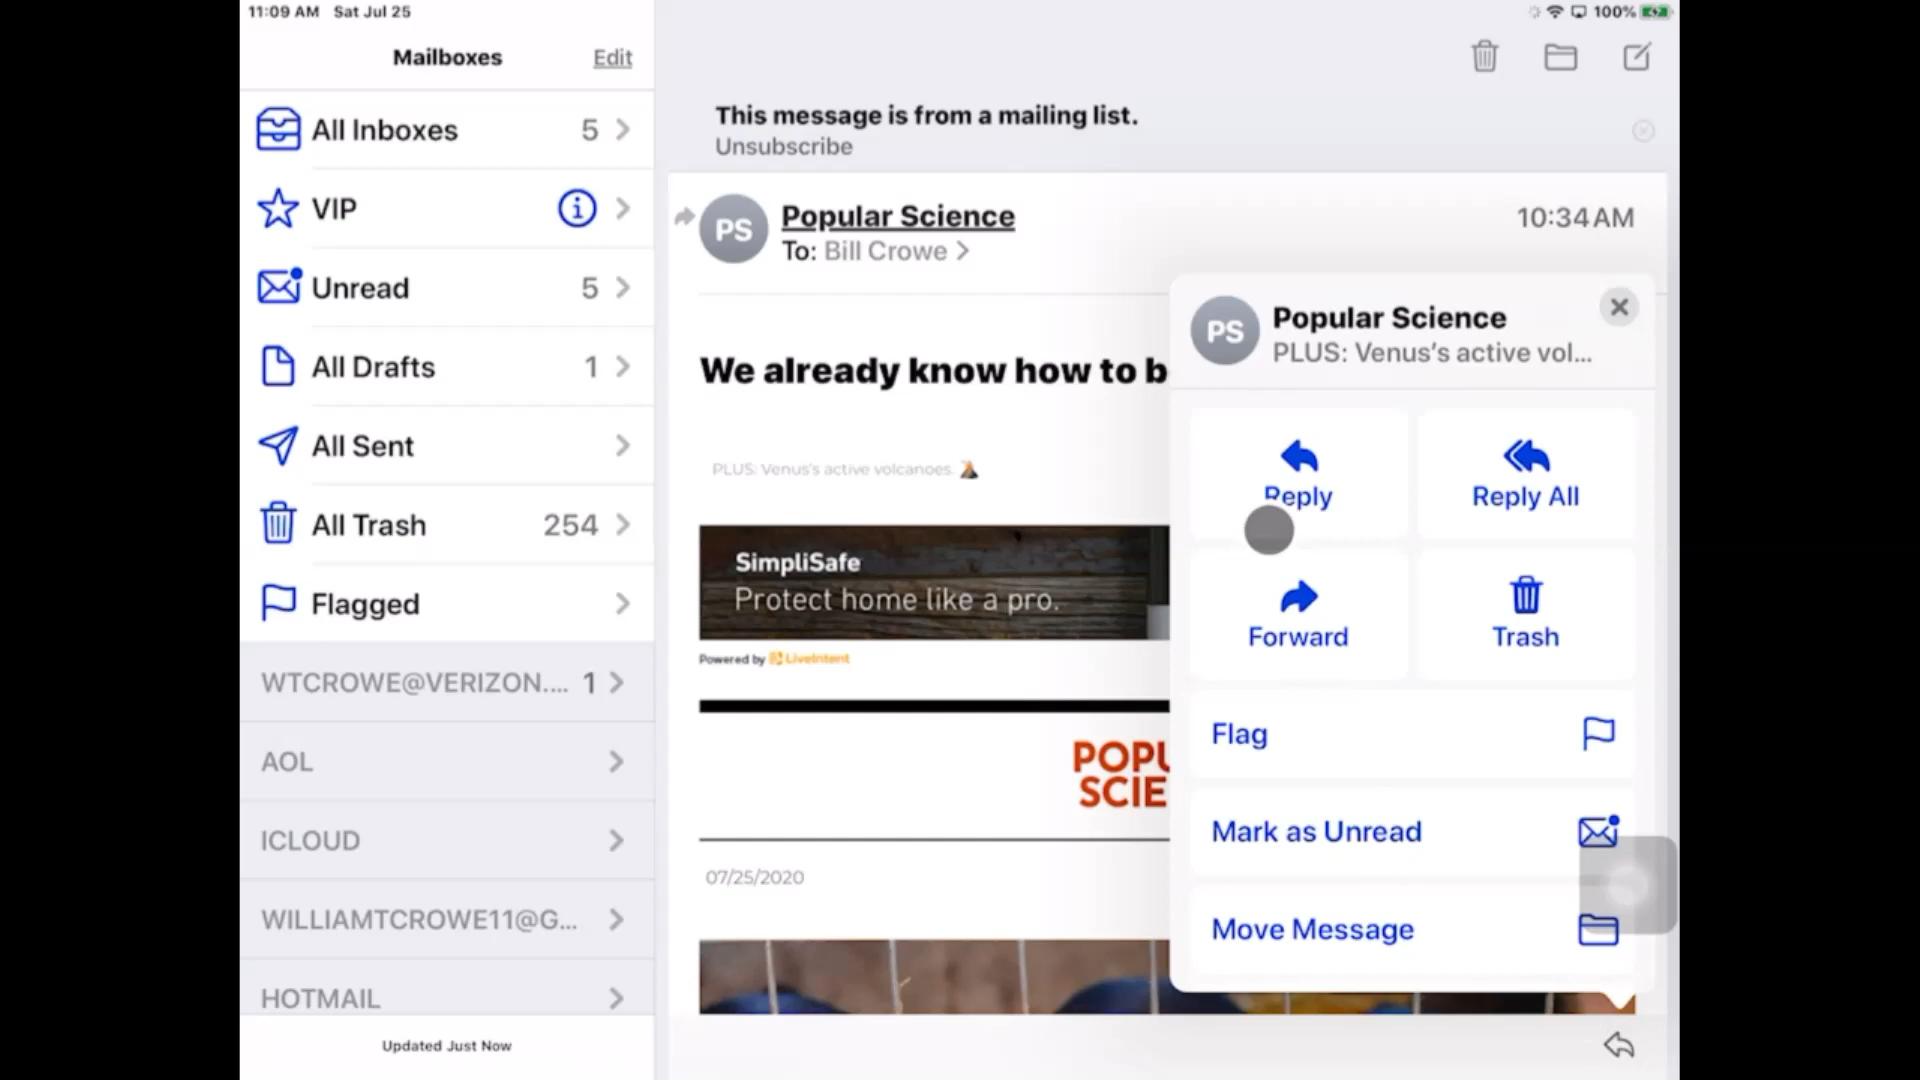 11:09 AM Sat Jul 25
100%
Mailboxes
Edit
All Inboxes 5
VIP
Unread 5
All Drafts 1
All Sent
All Trash 254
Flagged
WTCROWE@VERIZON.... 1
AOL
ICLOUD
WILLIAMTCROWE11@G...
HOTMAIL
Updated Just Now
This message is from a mailing list.
Unsubscribe
PS
Popular Science
10:34 AM
To: Bill Crowe
We already know how to b
PLUS: Venus's active volcanoes.
SimpliSafe
Protect home like a pro.
Powered by LiveIntent
POPU
SCIE
07/25/2020
PS
Popular Science
PLUS: Venus's active vol...
Reply
Reply All
Forward
Trash
Flag
Mark as Unread
Move Message